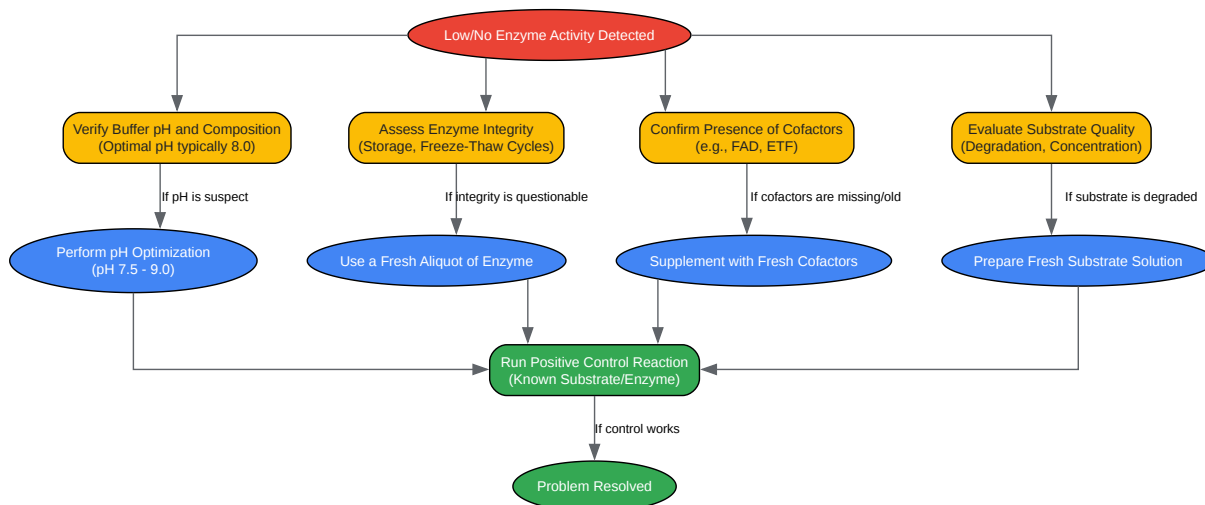 Low/No Enzyme Activity Detected
Verify Buffer pH and Composition
(Optimal pH typically 8.0)
Assess Enzyme Integrity
(Storage, Freeze-Thaw Cycles)
Confirm Presence of Cofactors
(e.g., FAD, ETF)
Evaluate Substrate Quality
(Degradation, Concentration)
If pH is suspect
If integrity is questionable
If cofactors are missing/old
If substrate is degraded
Perform pH Optimization
(pH 7.5 - 9.0)
Use a Fresh Aliquot of Enzyme
Supplement with Fresh Cofactors
Prepare Fresh Substrate Solution
Run Positive Control Reaction
(Known Substrate/Enzyme)
If control works
Problem Resolved